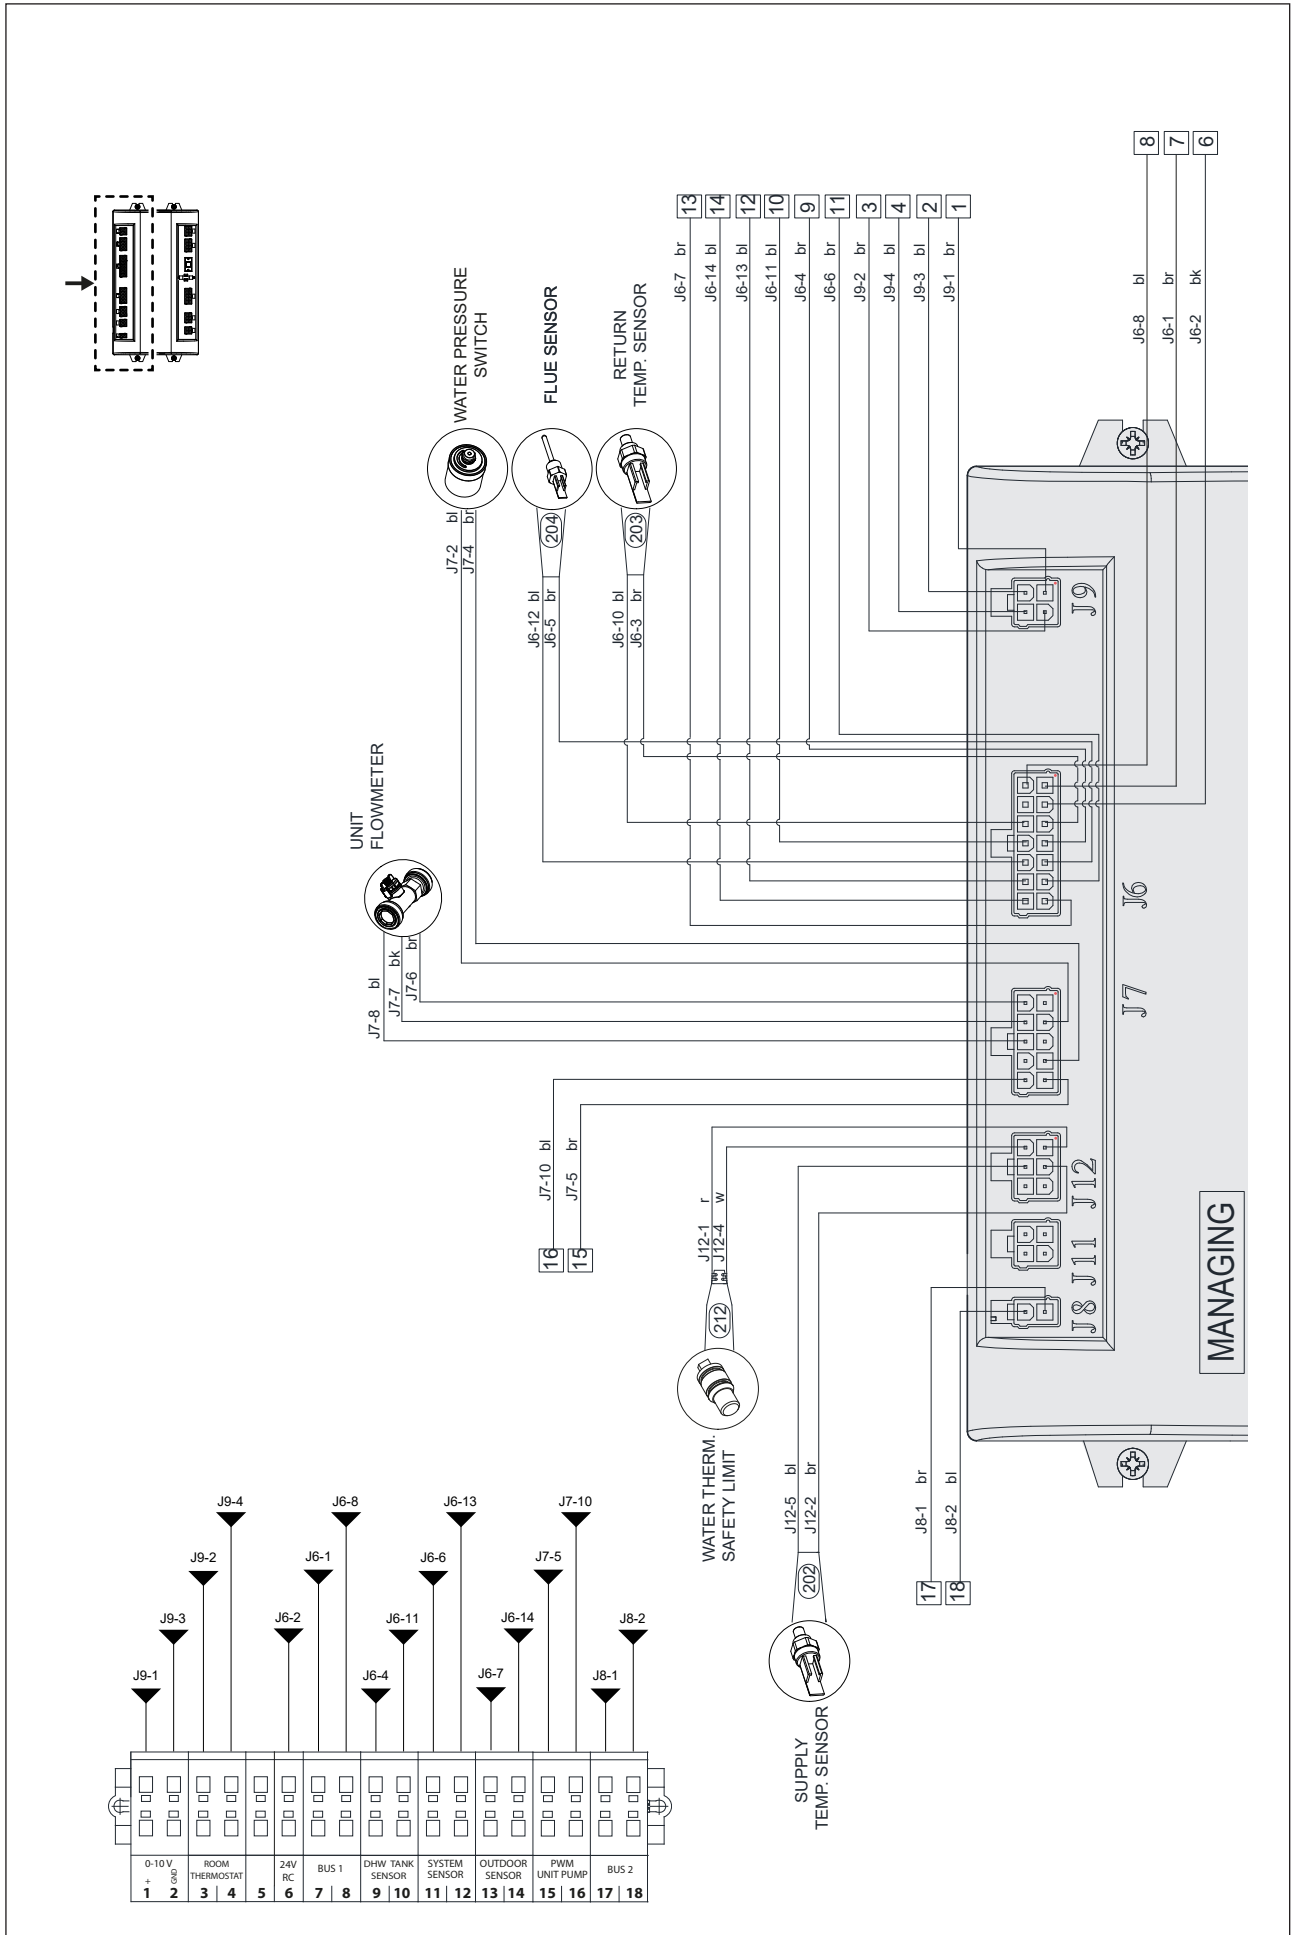 8
7
6
13
14
12
10
9
11
3
4
2
1
J6-7 br
J6-14 bl
J6-13 bl
J6-11 bl
J6-4 br
J6-6 br
J9-2 br
J9-4 bl
J9-3 bl
J9-1 br
J6-8 bl
J6-1 br
J6-2 bk
WATER PRESSURE
SWITCH
FLUE SENSOR
RETURN
TEMP. SENSOR
J7-2 bl
J7-4 br
204
203
J6-12 bl
J6-5 br
J6-10 bl
J6-3 br
UNIT
FLOWMETER
J7-8 bl
J7-7 bk
J7-6 br
J9
J6
J7
J12
J11
J8
MANAGING
J7-10 bl
J7-5 br
16
15
J12-1 r
J12-4 w
212
WATER THERM.
SAFETY LIMIT
J12-5 bl
J12-2 br
202
SUPPLY
TEMP. SENSOR
J8-1 br
J8-2 bl
17
18
J9-4
J6-8
J6-13
J7-10
J9-2
J6-1
J6-6
J7-5
J9-3
J6-2
J6-11
J6-14
J8-2
J9-1
J6-4
J6-7
J8-1
0-10 V
+
GND
ROOM
THERMOSTAT
24V
RC
BUS 1
DHW TANK
SENSOR
SYSTEM
SENSOR
OUTDOOR
SENSOR
PWM
UNIT PUMP
BUS 2
1 2 3 4 5 6 7 8 9 10 11 12 13 14 15 16 17 18